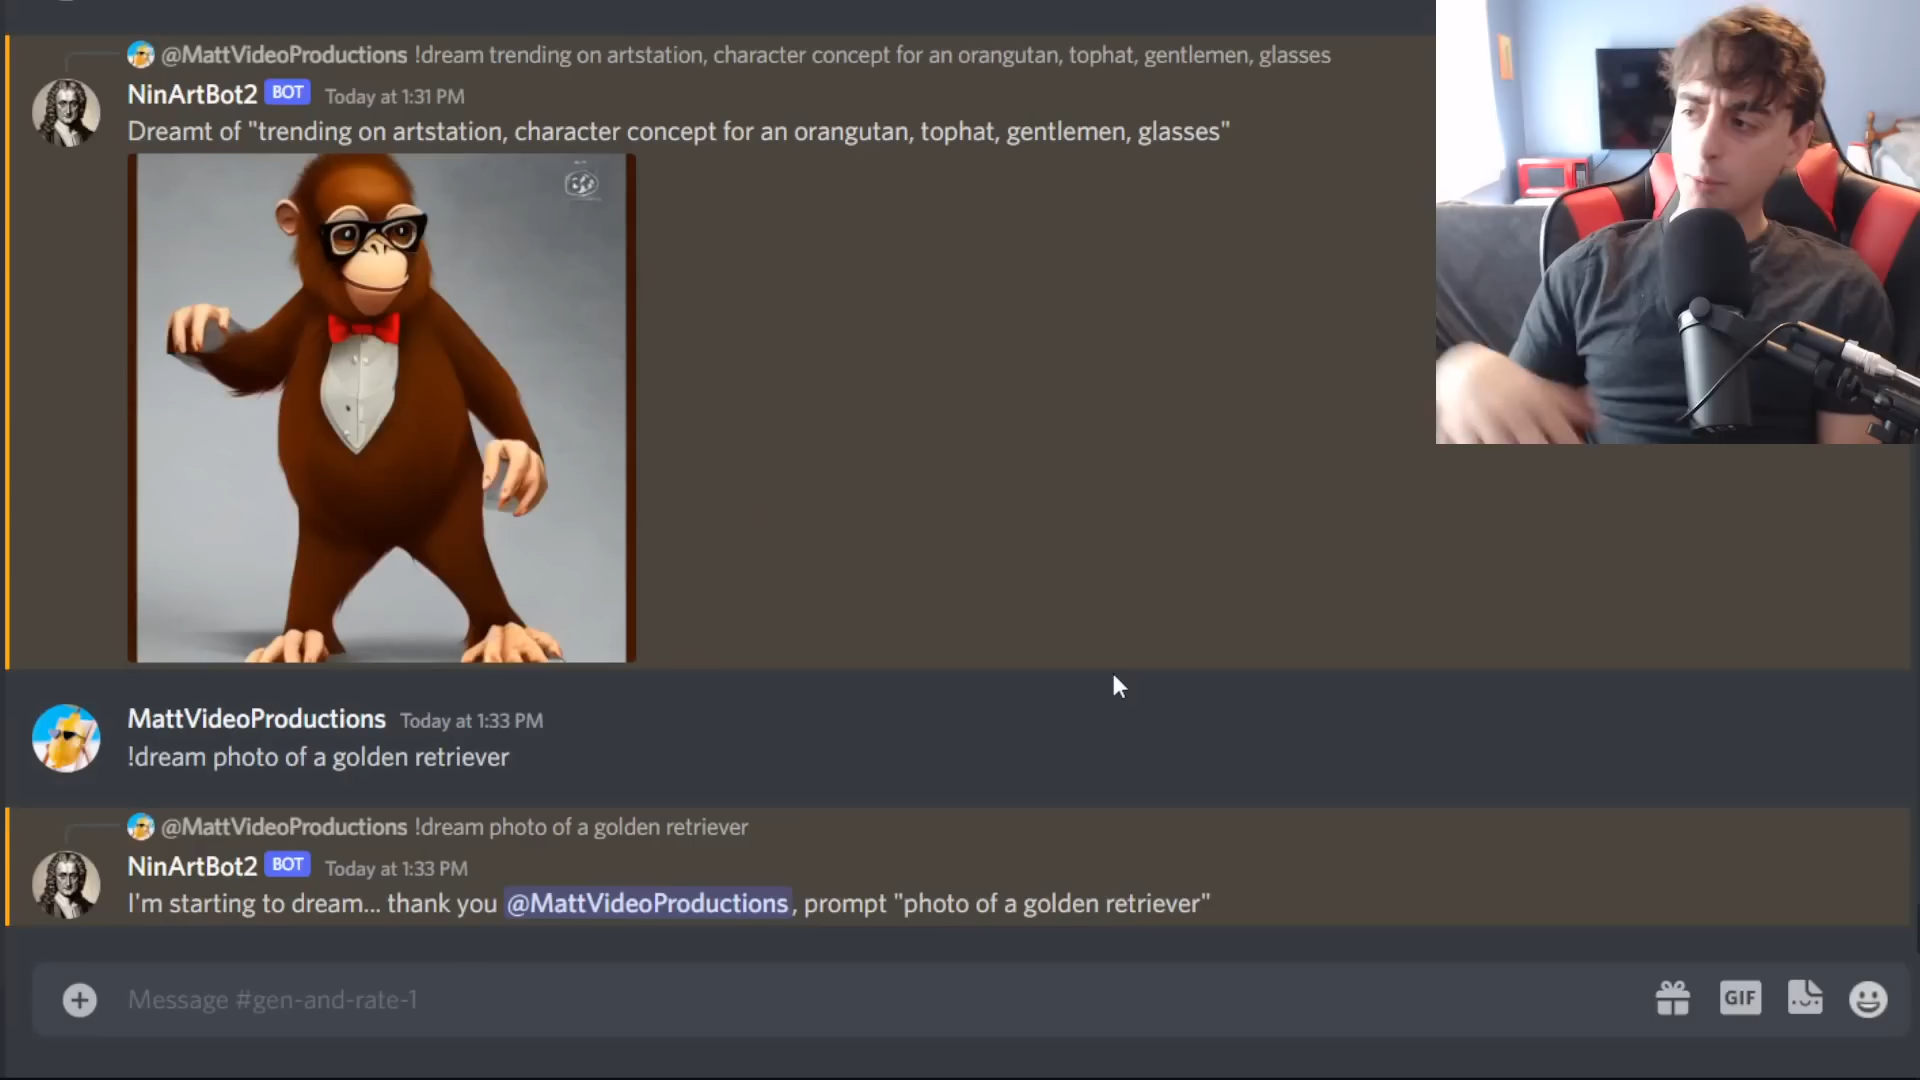 @MattVideoProductions !dream trending on artstation, character concept for an orangutan, tophat, gentlemen, glasses
NinArtBot2 BOT Today at 1:31 PM
Dreamt of "trending on artstation, character concept for an orangutan, tophat, gentlemen, glasses"
MattVideoProductions Today at 1:33 PM
!dream photo of a golden retriever
@MattVideoProductions !dream photo of a golden retriever
NinArtBot2 BOT Today at 1:33 PM
I'm starting to dream... thank you @MattVideoProductions, prompt "photo of a golden retriever"
Message #gen-and-rate-1
GIF